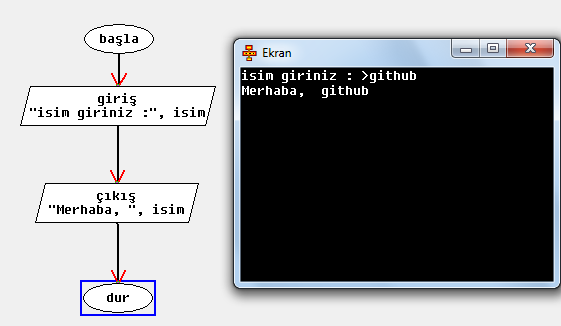 başla
giriş
"isim giriniz :", isim
çıkış
"Merhaba, ", isim
dur
Ekran
isim giriniz : >github
Merhaba,  github